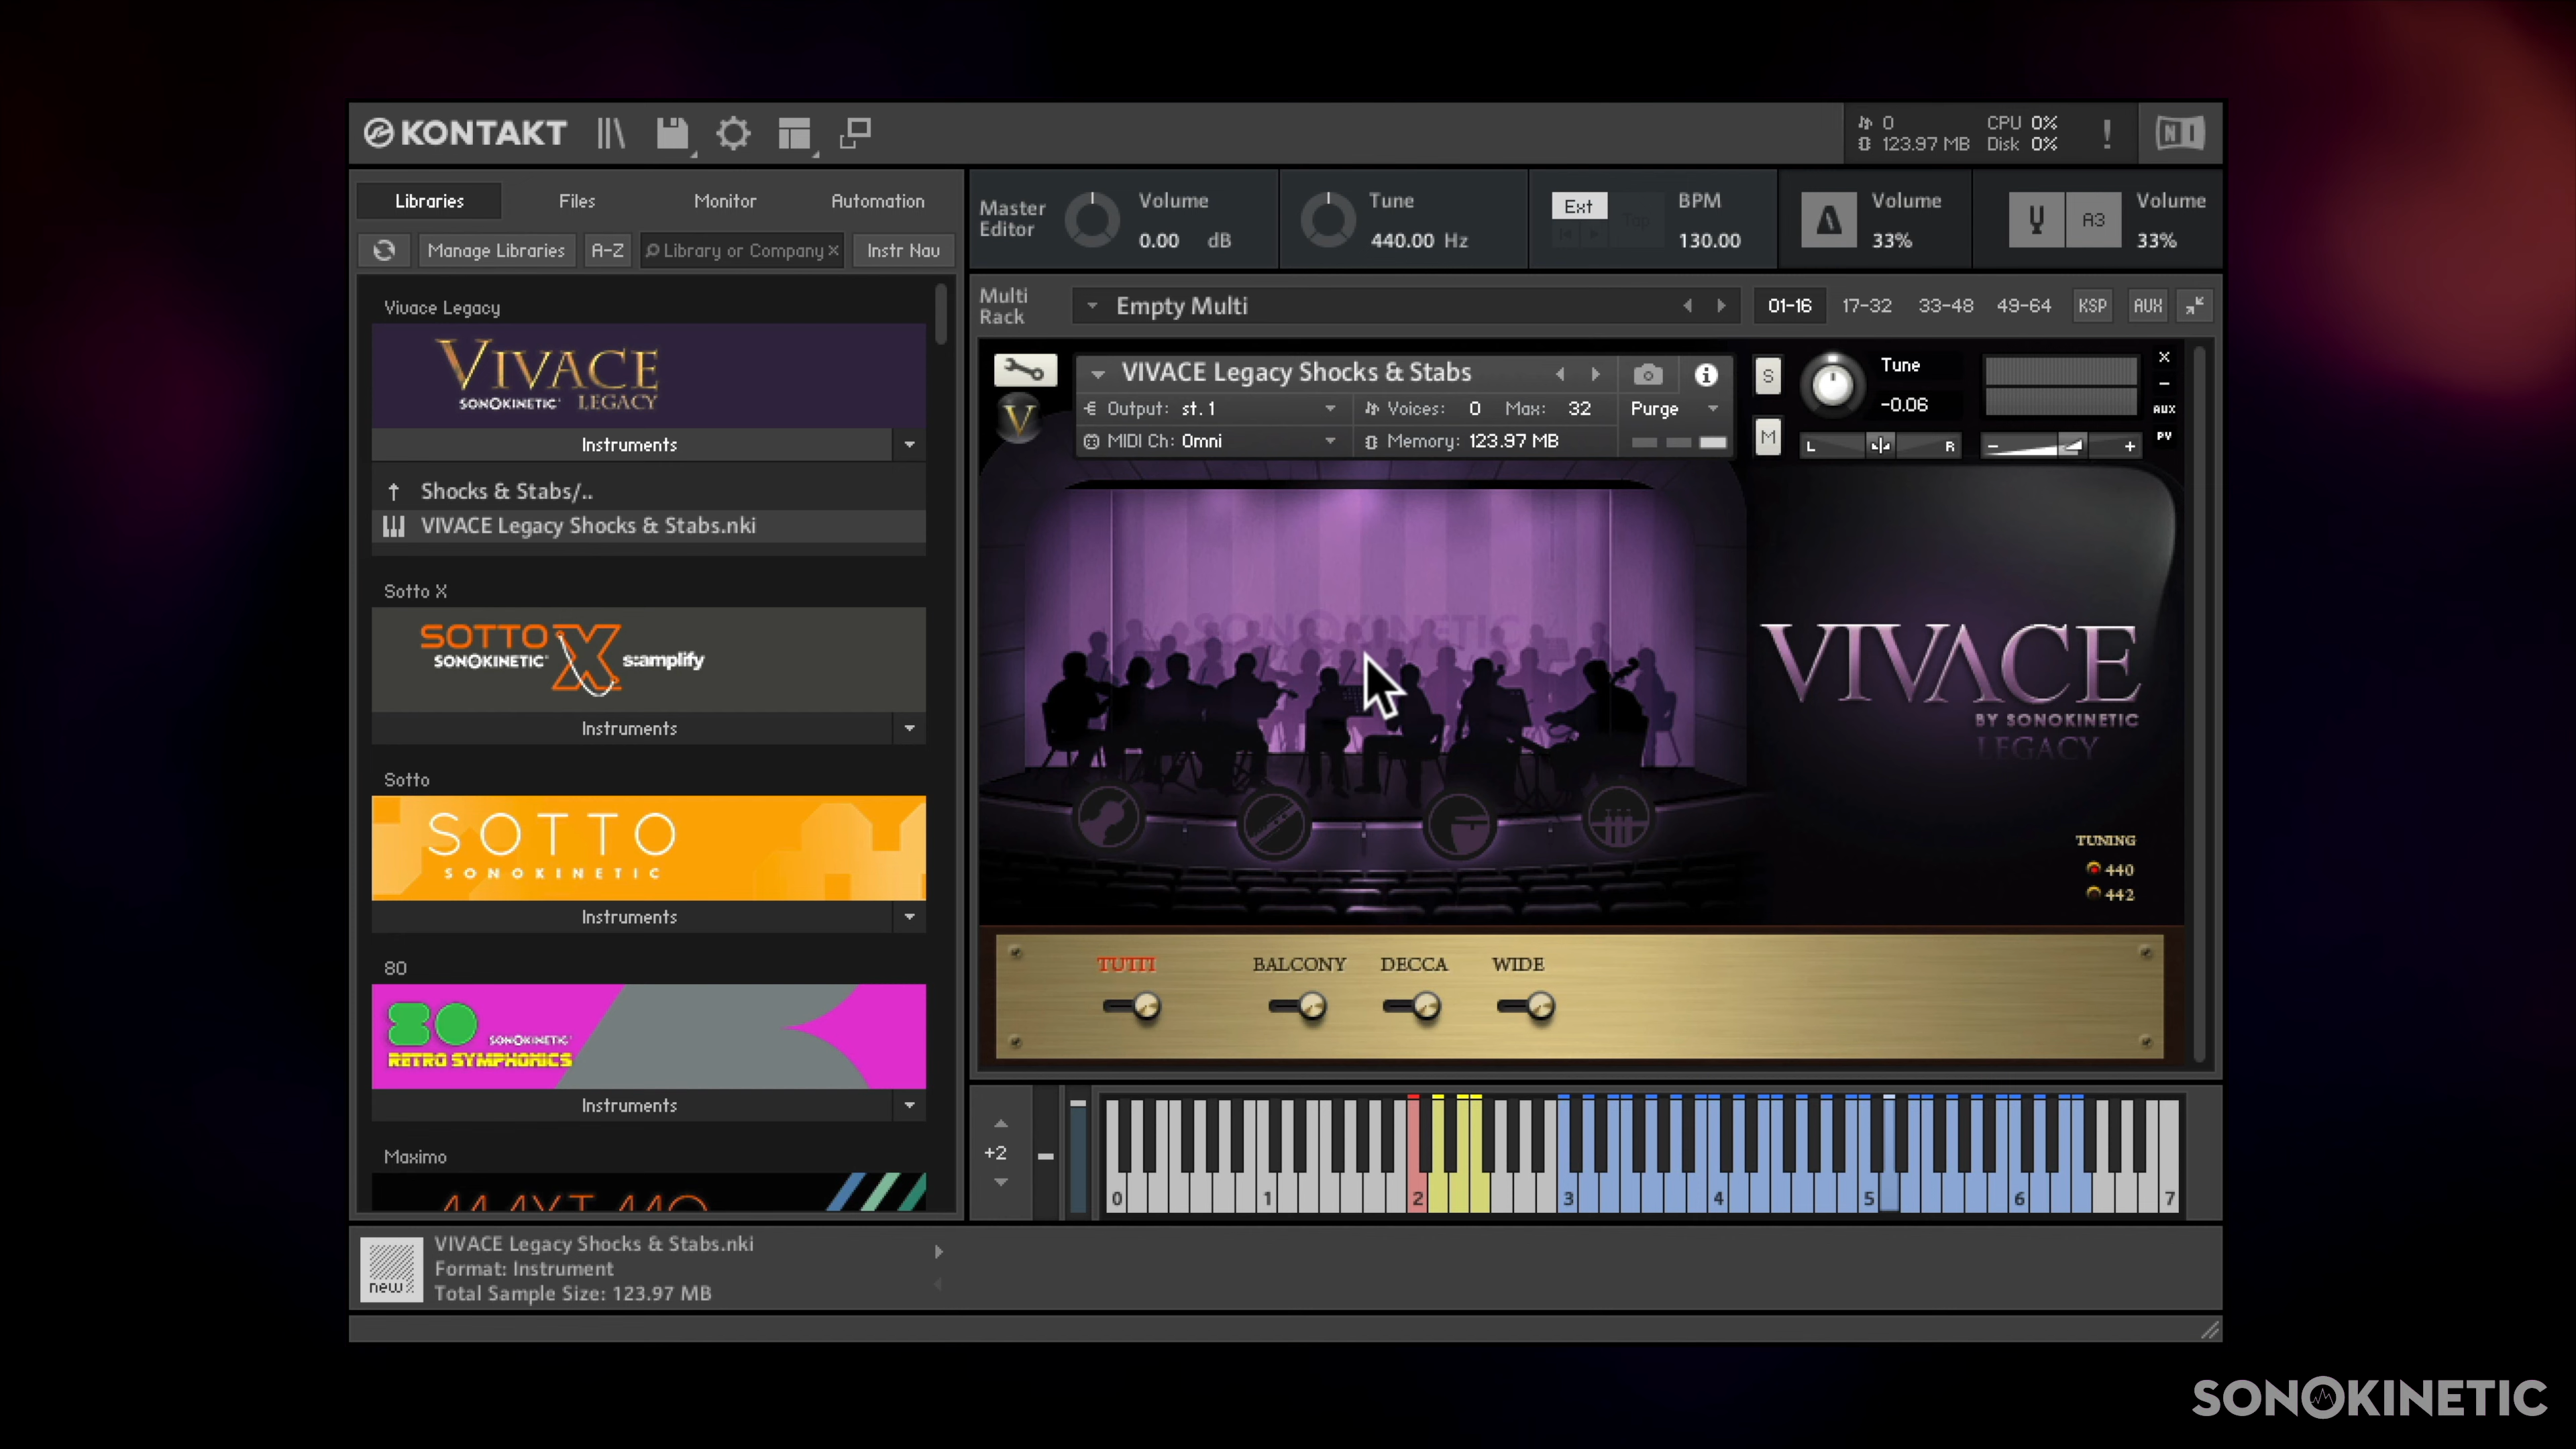 KONTAKT
0
123.97 MB
CPU 0%
Disk 0%
!
NI
Libraries
Files
Monitor
Automation
Manage Libraries
A-Z
Library or Company
Instr Nau
Master
Editor
Volume
0.00 dB
Tune
440.00 Hz
Ext
Tap
BPM
130.00
Volume
33%
A3
Volume
33%
Multi
Rack
Empty Multi
01-16
17-32
33-48
49-64
KSP
AUX
Vivace Legacy
VIVACE
SONOKINETIC LEGACY
Instruments
Shocks & Stabs/..
VIVACE Legacy Shocks & Stabs.nki
Sotto X
SOTTO X
SONOKINETIC
s:amplify
Instruments
Sotto
SOTTO
SONOKINETIC
Instruments
80
80
SONOKINETIC
RETRO SYMPHONICS
Instruments
Maximo
VIVACE Legacy Shocks & Stabs
Output: st. 1
Voices: 0 Max: 32
Purge
MIDI Ch: Omni
Memory: 123.97 MB
V
S
M
Tune
-0.06
L
R
- +
x
-
AUX
PV
SONOKINETIC
VIVACE
BY SONOKINETIC
LEGACY
TUNING
440
442
TUTTI
BALCONY
DECCA
WIDE
+2
0 1 2 3 4 5 6 7
new
VIVACE Legacy Shocks & Stabs.nki
Format: Instrument
Total Sample Size: 123.97 MB
SONOKINETIC